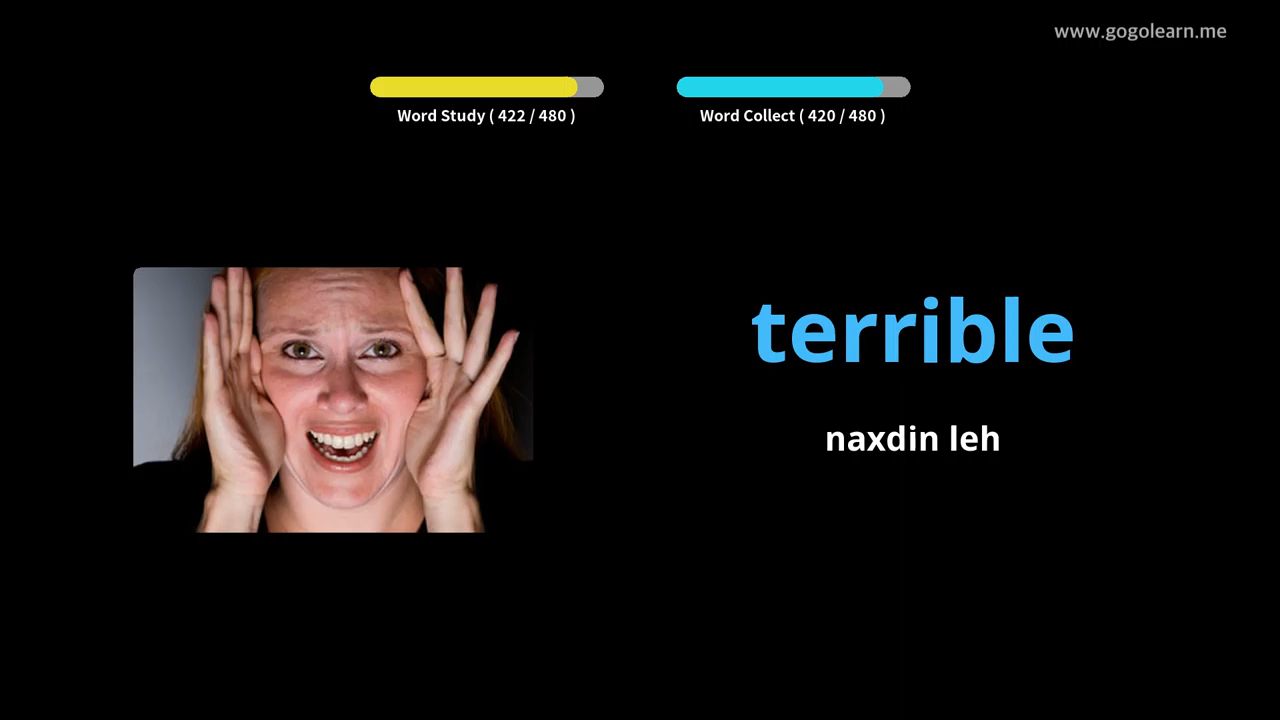 www.gogolearn.me
Word Study ( 422 / 480 )
Word Collect ( 420 / 480 )
terrible
naxdin leh